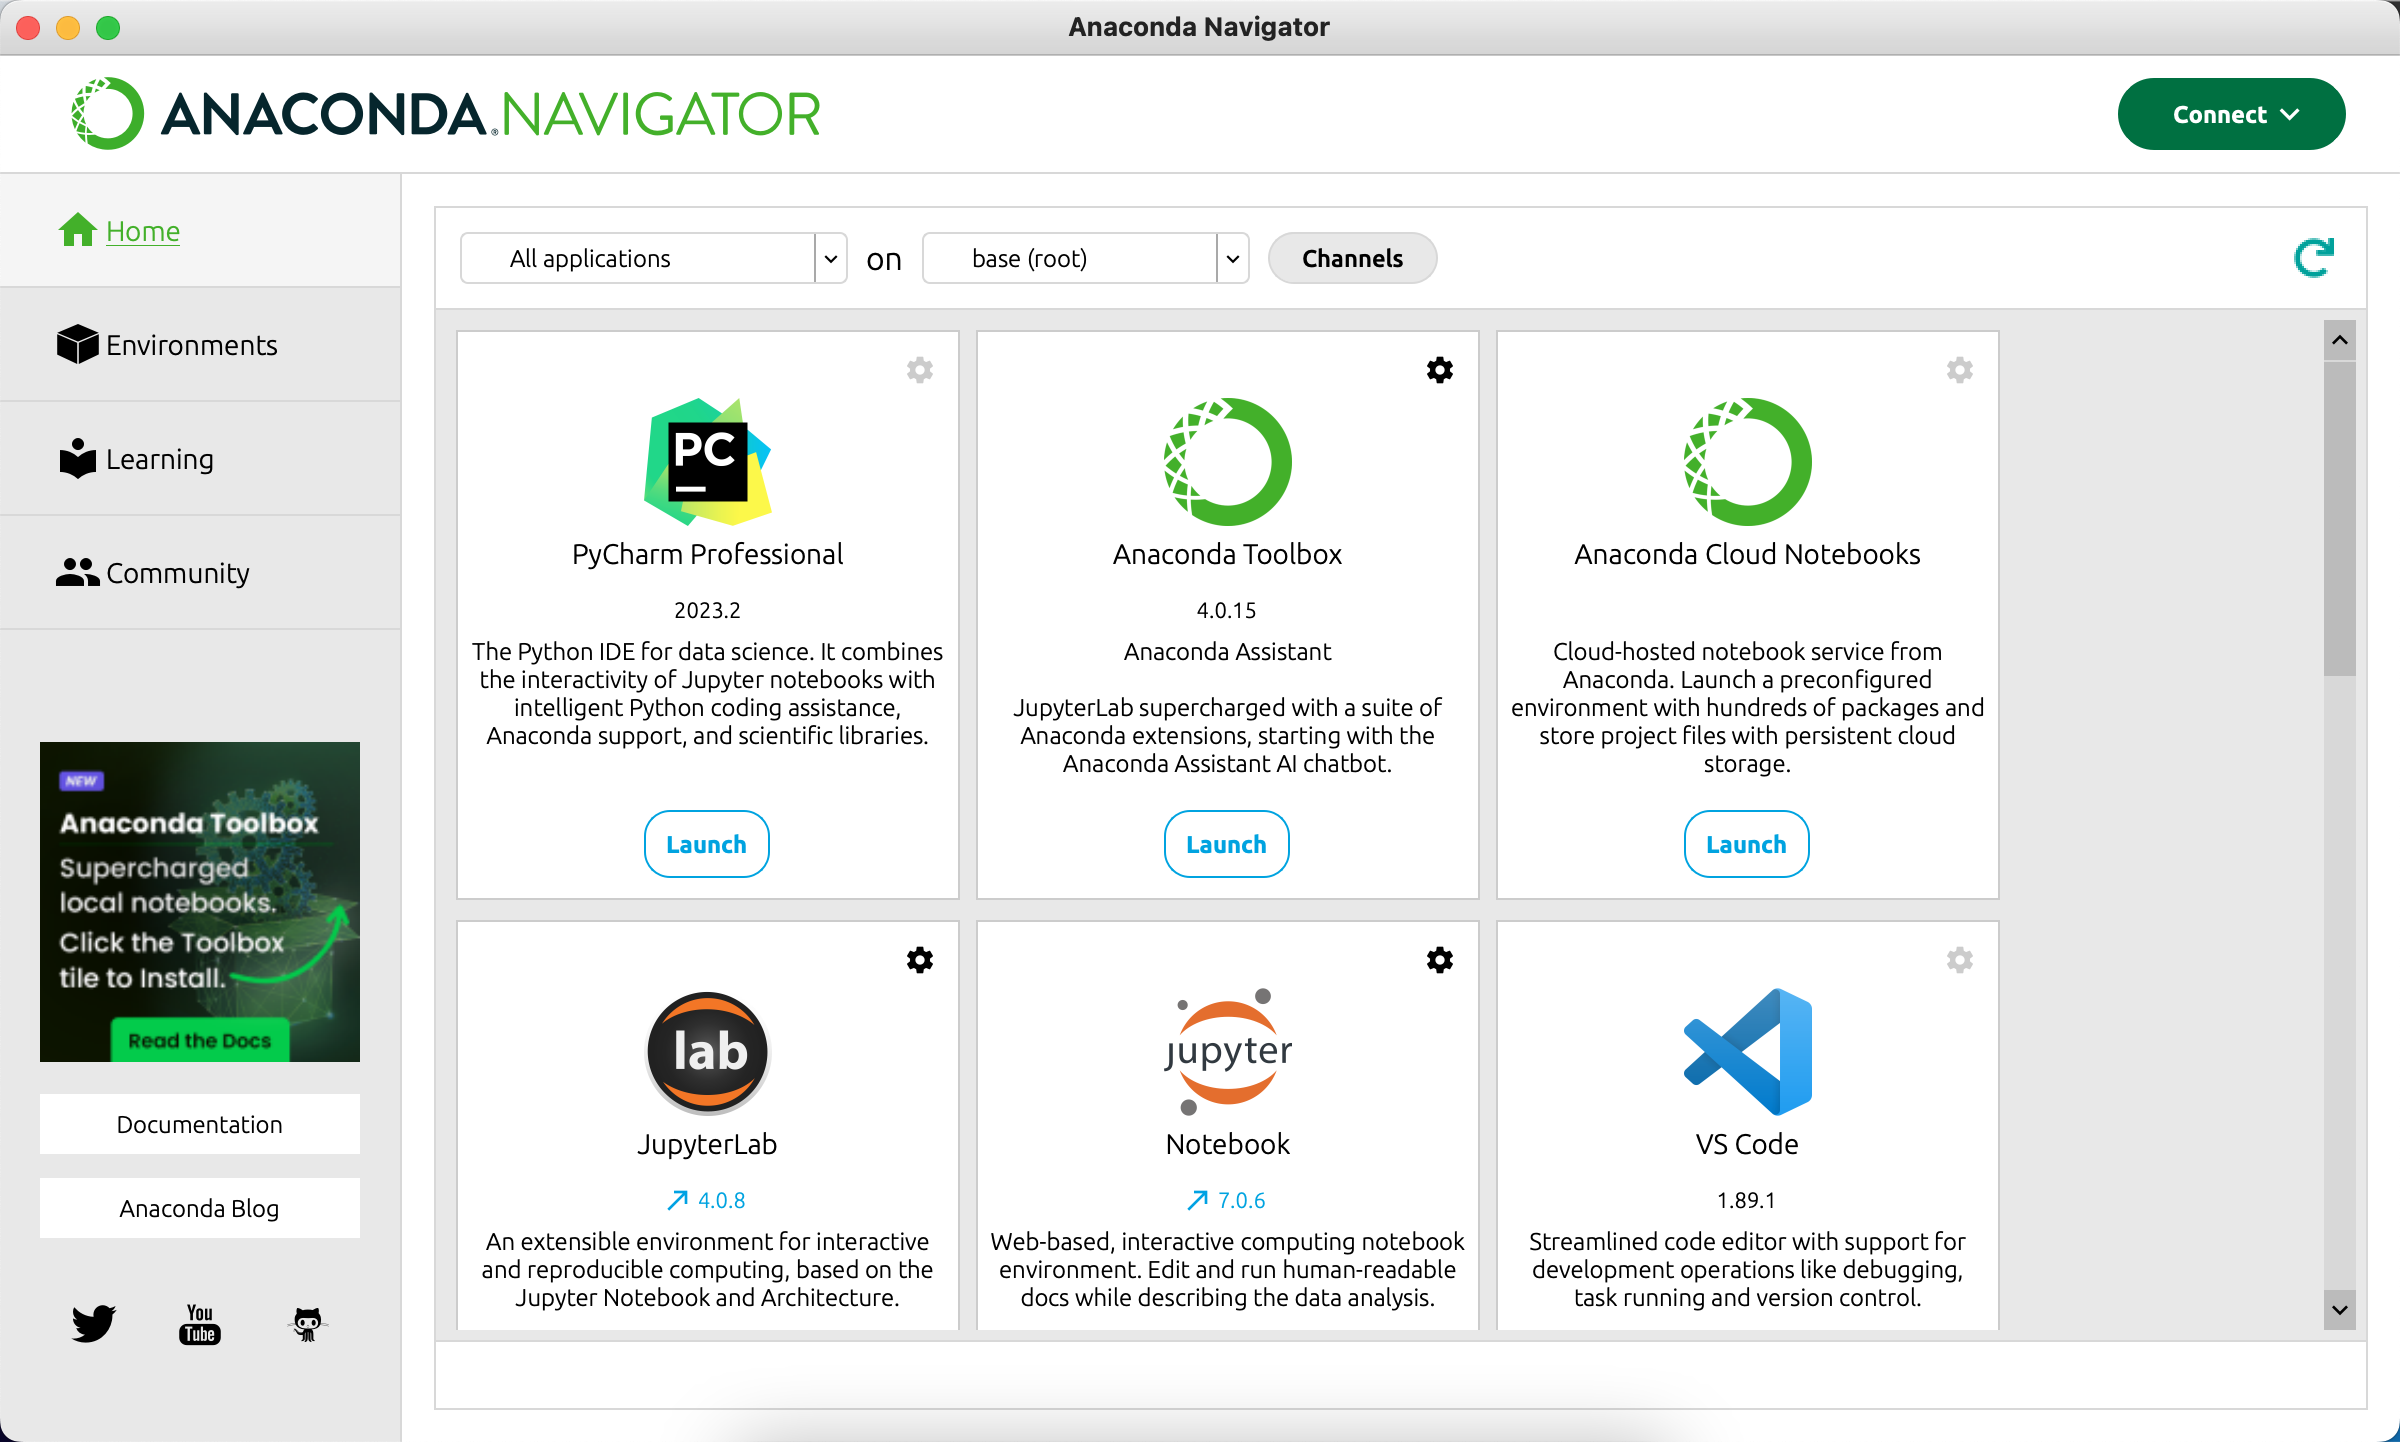 Anaconda Navigator
ANACONDA.NAVIGATOR
Connect
Home
Environments
Learning
Community
NEW
Anaconda Toolbox
Supercharged
local notebooks.
Click the Toolbox
tile to Install.
Read the Docs
Documentation
Anaconda Blog
You
Tube
All applications
on
base (root)
Channels
PC
PyCharm Professional
2023.2
The Python IDE for data science. It combines
the interactivity of Jupyter notebooks with
intelligent Python coding assistance,
Anaconda support, and scientific libraries.
Launch
Anaconda Toolbox
4.0.15
Anaconda Assistant
JupyterLab supercharged with a suite of
Anaconda extensions, starting with the
Anaconda Assistant AI chatbot.
Launch
Anaconda Cloud Notebooks
Cloud-hosted notebook service from
Anaconda. Launch a preconfigured
environment with hundreds of packages and
store project files with persistent cloud
storage.
Launch
lab
JupyterLab
4.0.8
An extensible environment for interactive
and reproducible computing, based on the
Jupyter Notebook and Architecture.
jupyter
Notebook
7.0.6
Web-based, interactive computing notebook
environment. Edit and run human-readable
docs while describing the data analysis.
VS Code
1.89.1
Streamlined code editor with support for
development operations like debugging,
task running and version control.